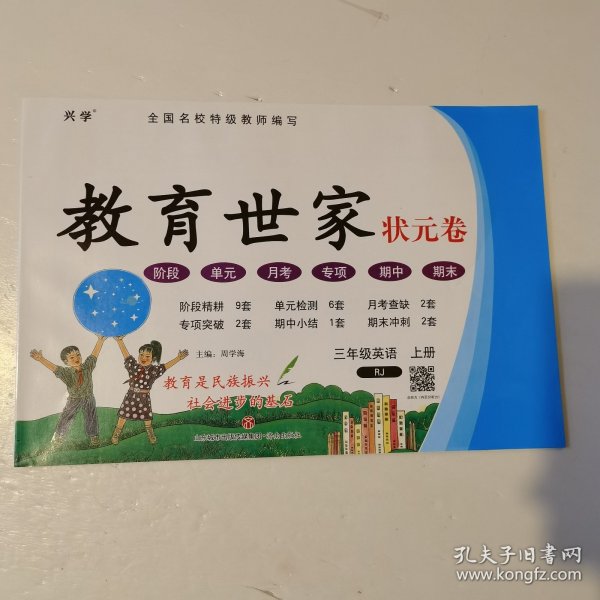 兴学®
全国名校特级教师编写
教育世家 状元卷
阶段 单元 月考 专项 期中 期末
阶段精耕 9套 单元检测 6套 月考查缺 2套
专项突破 2套 期中小结 1套 期末冲刺 2套
主编：周学海
三年级英语 上册
RJ
教育是民族振兴
社会进步的基石
孔夫子旧书网
www.kongfz.com